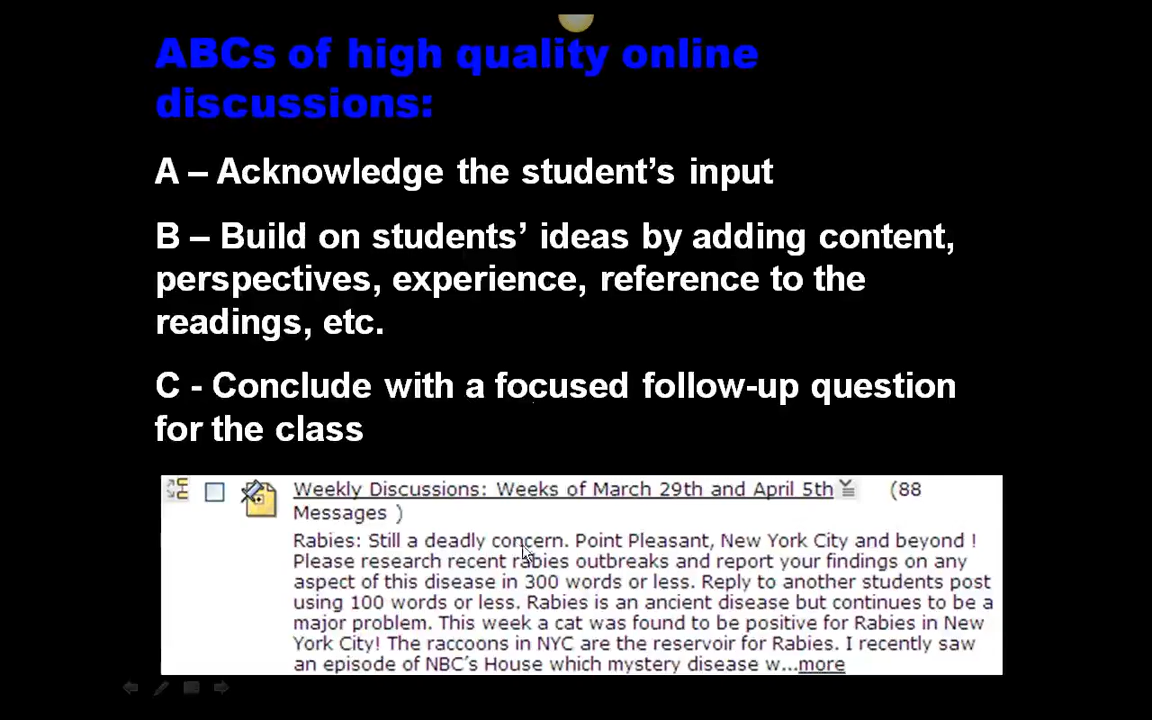 ABCs of high quality online
discussions:
A – Acknowledge the student’s input
B – Build on students’ ideas by adding content,
perspectives, experience, reference to the
readings, etc.
C - Conclude with a focused follow-up question
for the class
Weekly Discussions: Weeks of March 29th and April 5th (88
Messages )
Rabies: Still a deadly concern. Point Pleasant, New York City and beyond !
Please research recent rabies outbreaks and report your findings on any
aspect of this disease in 300 words or less. Reply to another students post
using 100 words or less. Rabies is an ancient disease but continues to be a
major problem. This week a cat was found to be positive for Rabies in New
York City! The raccoons in NYC are the reservoir for Rabies. I recently saw
an episode of NBC’s House which mystery disease w...more